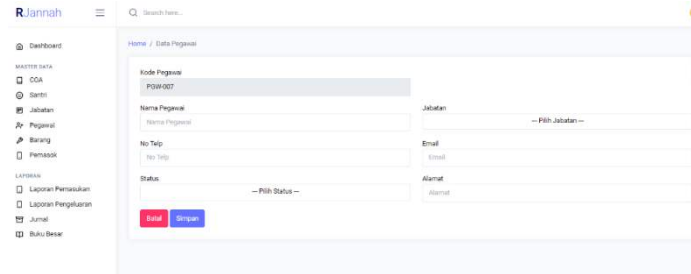 RJannah
Search here...
Dashboard
MASTER DATA
COA
Santri
Jabatan
Pegawai
Barang
Pemasok
LAPORAN
Laporan Pemasukan
Laporan Pengeluaran
Jurnal
Buku Besar
Home / Data Pegawai
Kode Pegawai
PGW-007
Nama Pegawai
Nama Pegawai
Jabatan
--- Pilih Jabatan ---
No Telp
No Telp
Email
Email
Status
--- Pilih Status ---
Alamat
Alamat
Batal Simpan